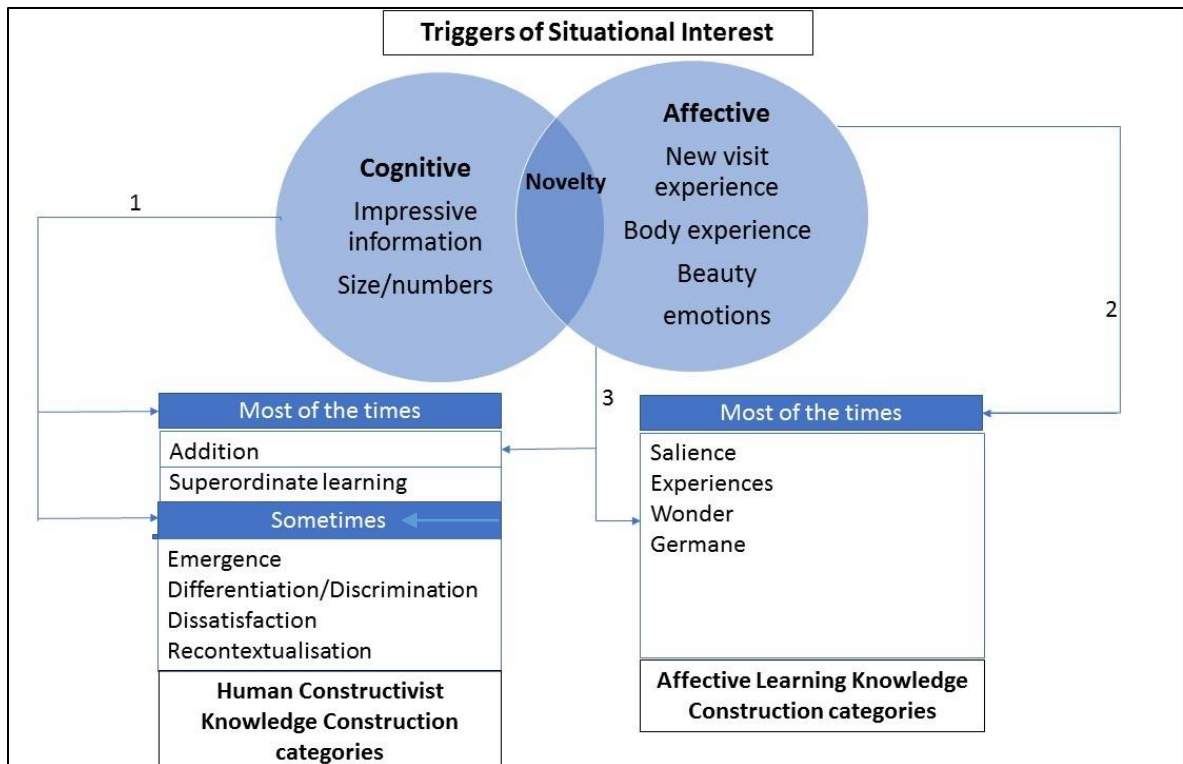 Triggers of Situational Interest
Cognitive
Impressive
information
Size/numbers
Novelty
Affective
New visit
experience
Body experience
Beauty
emotions
1
2
3
Most of the times
Addition
Superordinate learning
Sometimes
Emergence
Differentiation/Discrimination
Dissatisfaction
Recontextualisation
Human Constructivist
Knowledge Construction
categories
Most of the times
Salience
Experiences
Wonder
Germane
Affective Learning Knowledge
Construction categories